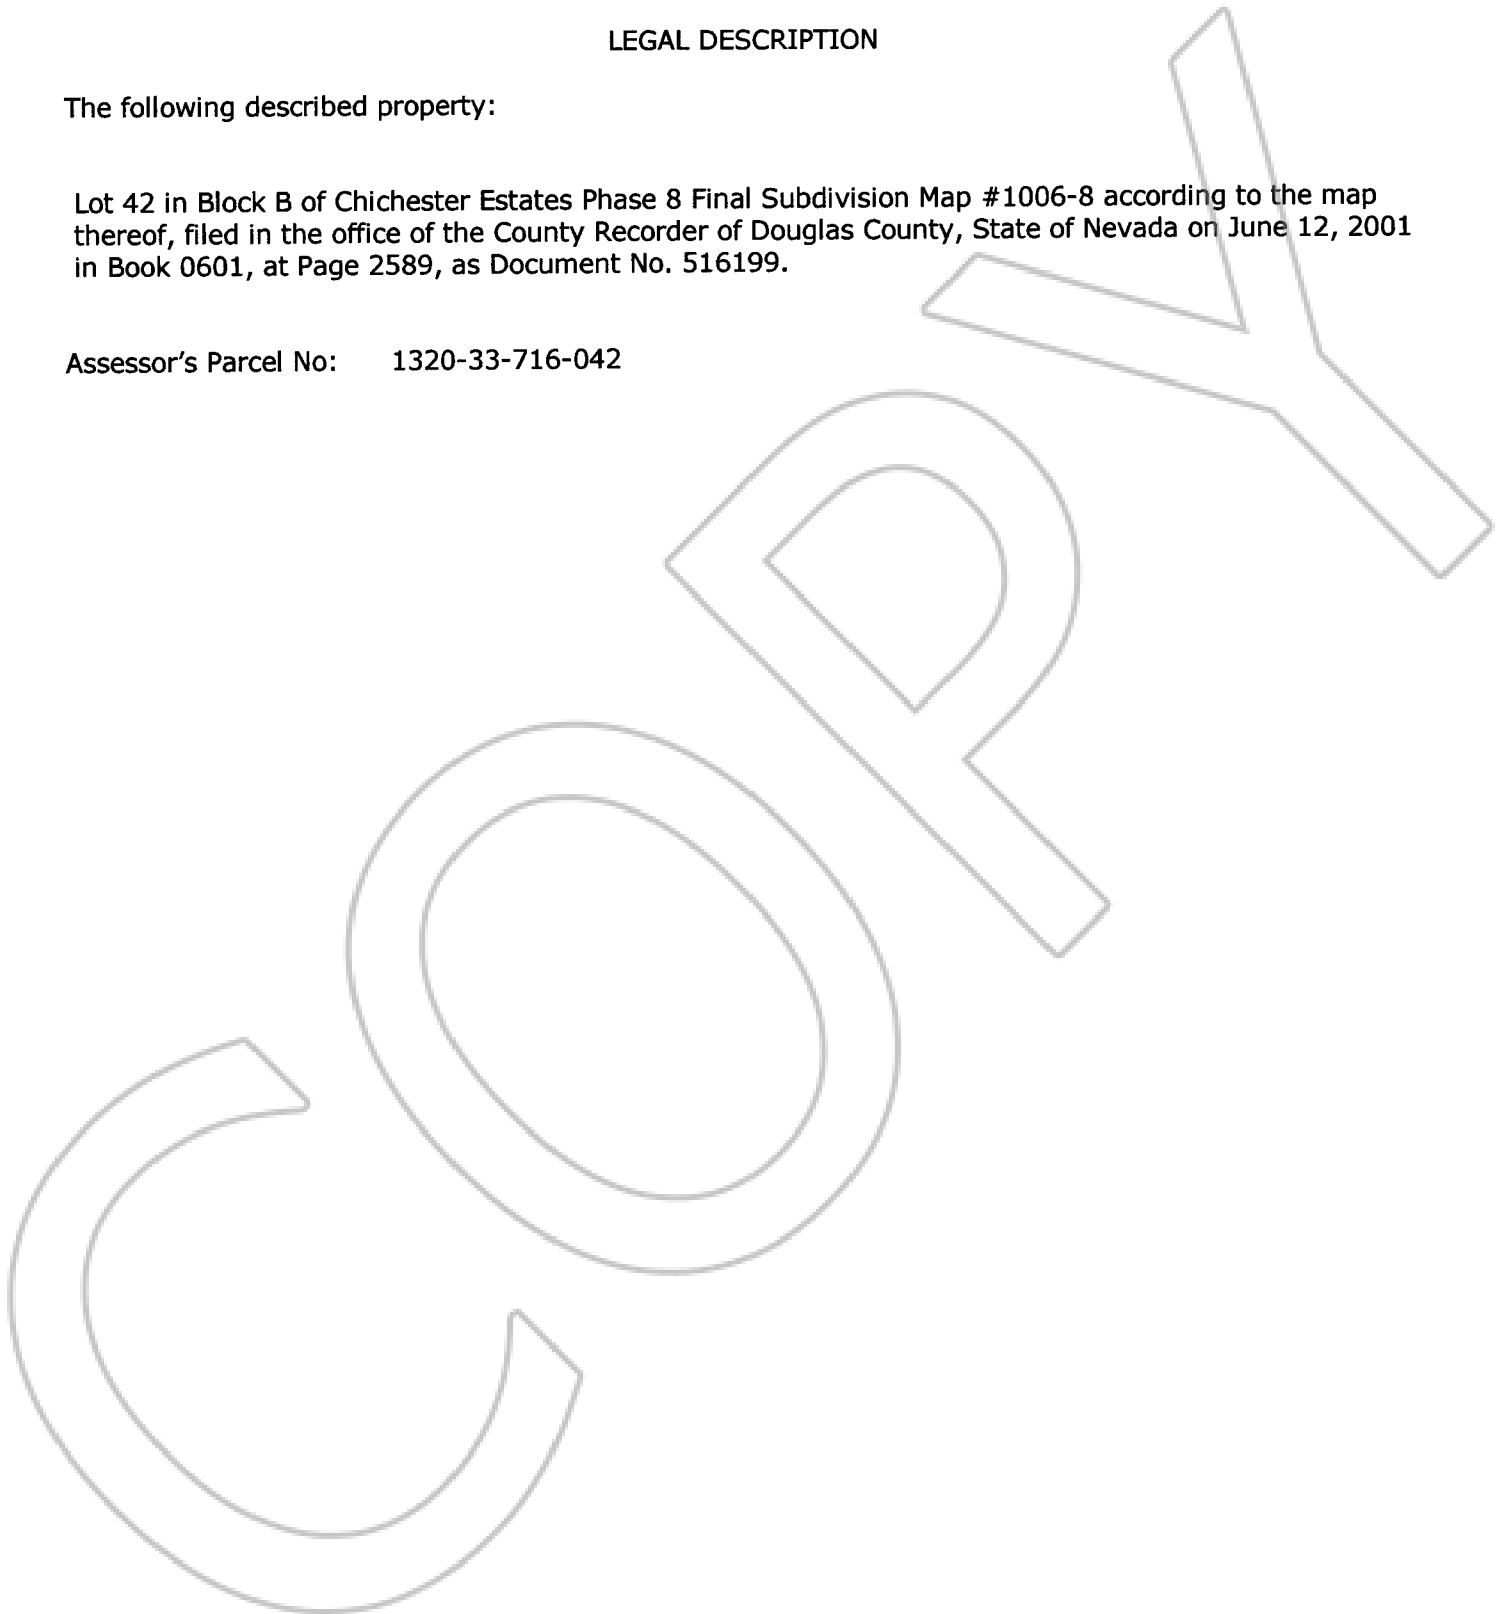 LEGAL DESCRIPTION
The following described property:
Lot 42 in Block B of Chichester Estates Phase 8 Final Subdivision Map #1006-8 according to the map
thereof, filed in the office of the County Recorder of Douglas County, State of Nevada on June 12, 2001
in Book 0601, at Page 2589, as Document No. 516199.
Assessor's Parcel No: 1320-33-716-042
COPY